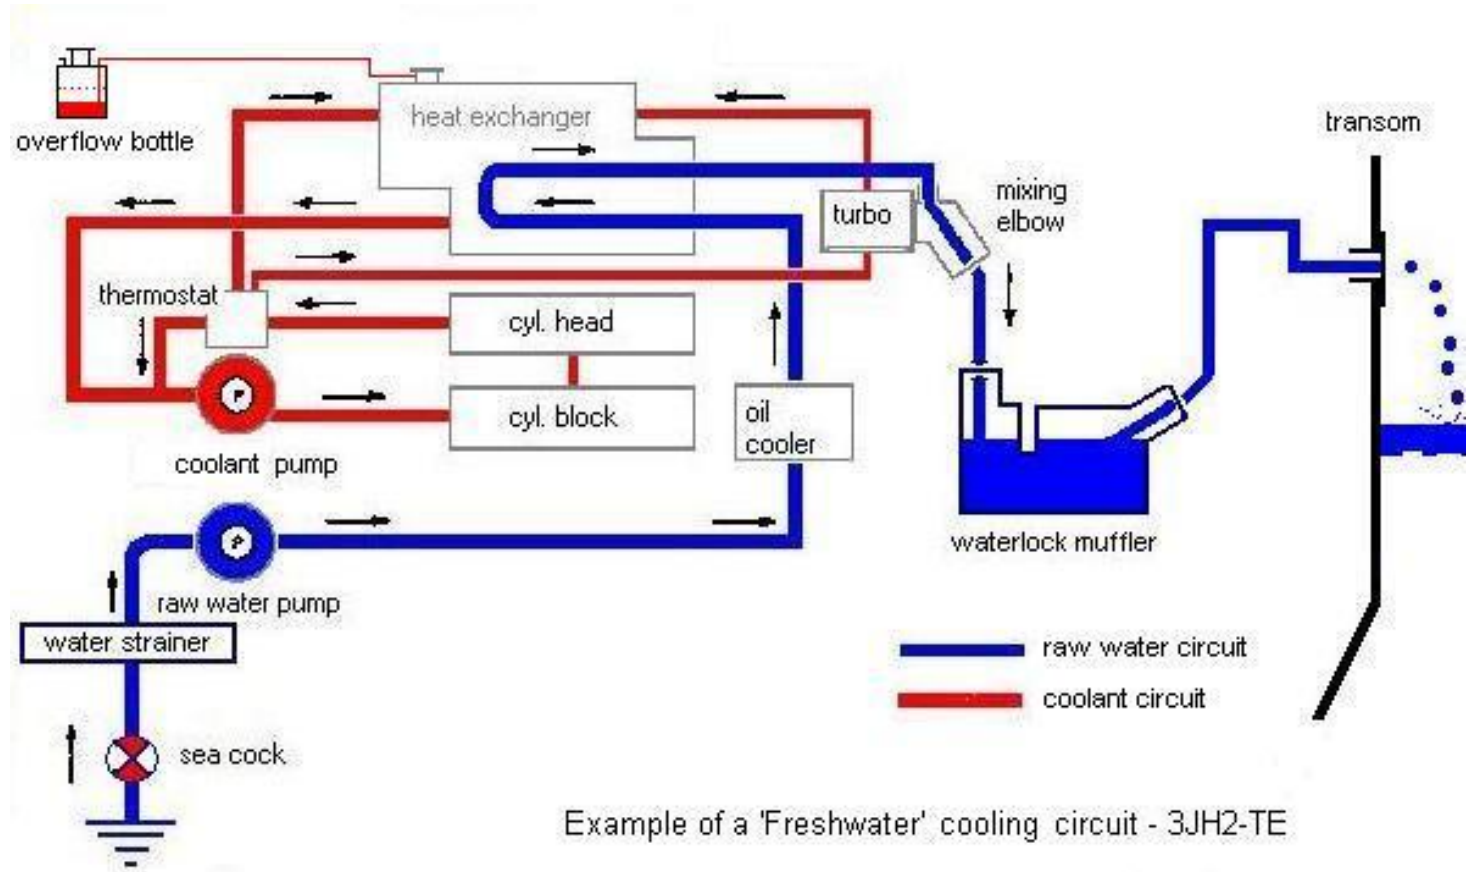 heat exchanger
overflow bottle
transom
turbo
mixing
elbow
thermostat
cyl. head
P
cyl. block
oil
cooler
coolant pump
P
waterlock muffler
raw water pump
water strainer
raw water circuit
coolant circuit
sea cock
Example of a 'Freshwater' cooling circuit - 3JH2-TE